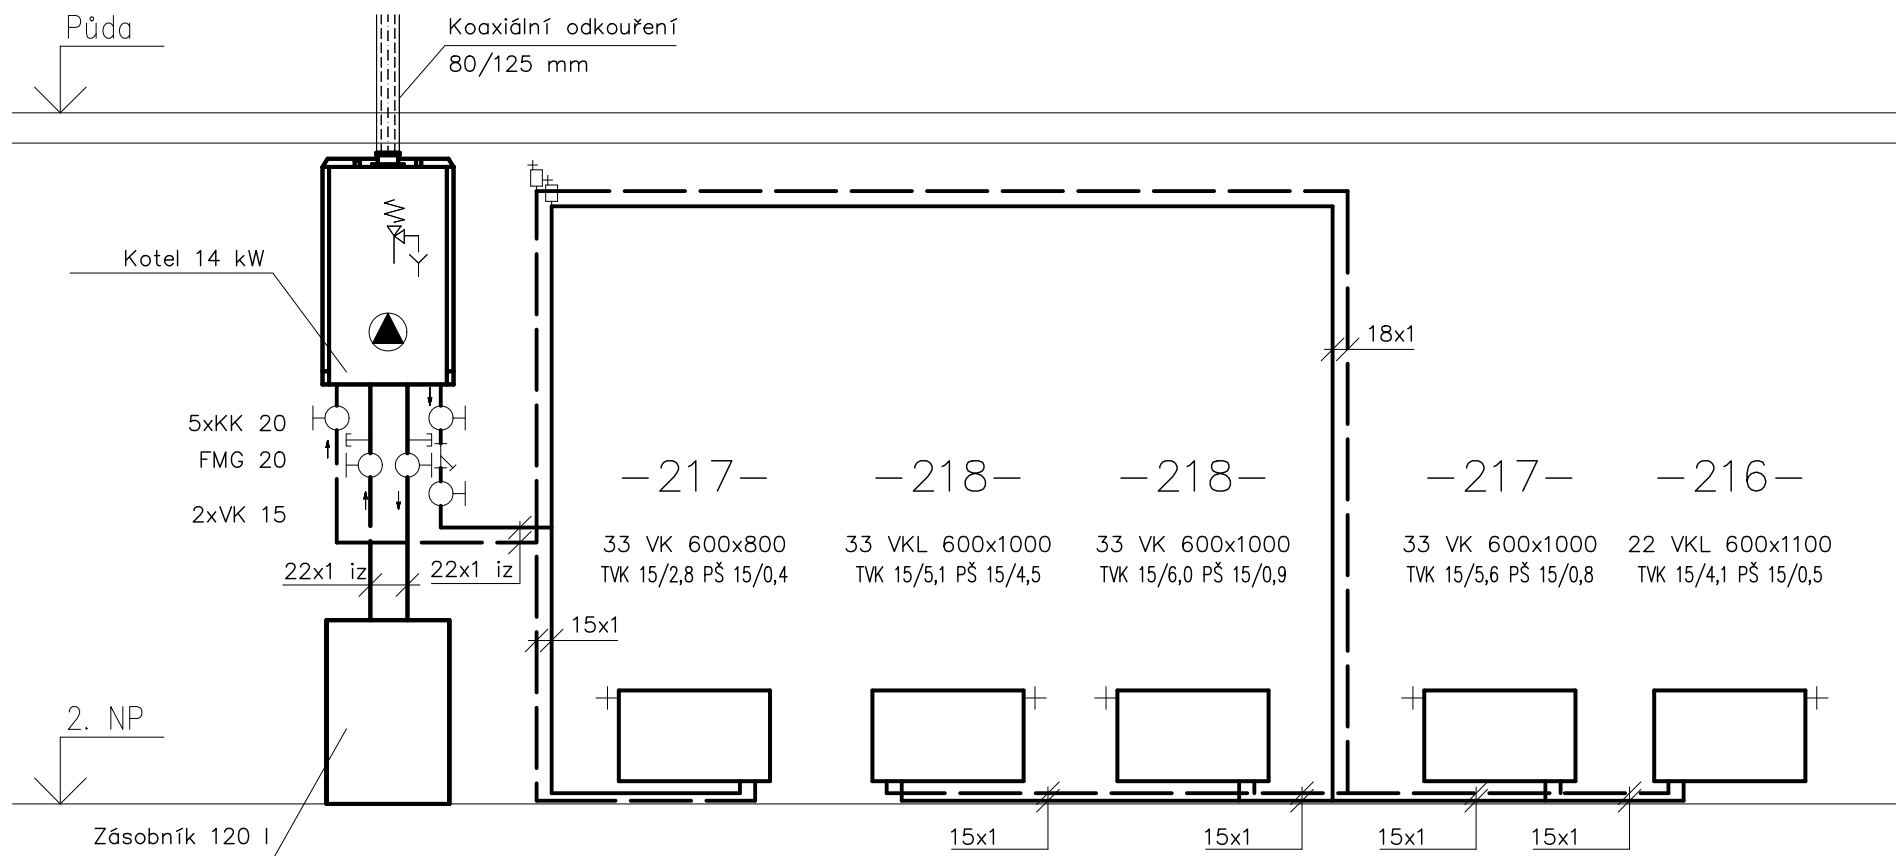 Půda
Koaxiální odkouření
80/125 mm
Kotel 14 kW
18x1
5xKK 20
FMG 20
2xVK 15
-217-
-218-
-218-
-217-
-216-
33 VK 600x800
TVK 15/2,8 PŠ 15/0,4
33 VKL 600x1000
TVK 15/5,1 PŠ 15/4,5
33 VK 600x1000
TVK 15/6,0 PŠ 15/0,9
33 VK 600x1000
TVK 15/5,6 PŠ 15/0,8
22 VKL 600x1100
TVK 15/4,1 PŠ 15/0,5
22x1 iz
22x1 iz
15x1
2. NP
Zásobník 120 l
15x1
15x1
15x1
15x1